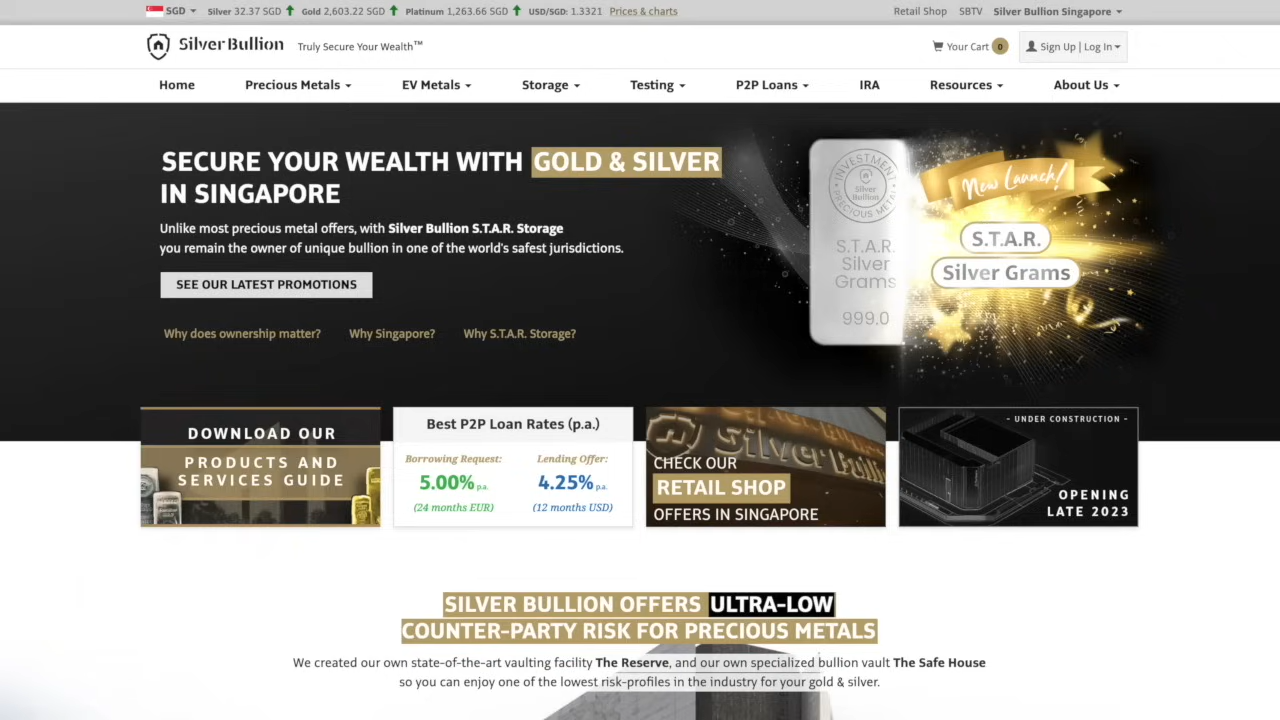 SGD Silver 32.37 SGD Gold 2,603.22 SGD Platinum 1,263.66 SGD USD/SGD: 1.3321 Prices & charts Retail Shop SBTV Silver Bullion Singapore
Silver Bullion Truly Secure Your Wealth™ Your Cart 0 Sign Up | Log In
Home Precious Metals EV Metals Storage Testing P2P Loans IRA Resources About Us
SECURE YOUR WEALTH WITH GOLD & SILVER
IN SINGAPORE
Unlike most precious metal offers, with Silver Bullion S.T.A.R. Storage
you remain the owner of unique bullion in one of the world's safest jurisdictions.
SEE OUR LATEST PROMOTIONS
Why does ownership matter? Why Singapore? Why S.T.A.R. Storage?
INVESTMENT
Silver
Bullion
PRECIOUS METAL
S.T.A.R.
Silver
Grams
999.0
New Launch!
S.T.A.R.
Silver Grams
DOWNLOAD OUR
PRODUCTS AND
SERVICES GUIDE
Best P2P Loan Rates (p.a.)
Borrowing Request: Lending Offer:
5.00% p.a. 4.25% p.a.
(24 months EUR) (12 months USD)
Silver Bulli
CHECK OUR
RETAIL SHOP
OFFERS IN SINGAPORE
- UNDER CONSTRUCTION -
OPENING
LATE 2023
SILVER BULLION OFFERS ULTRA-LOW
COUNTER-PARTY RISK FOR PRECIOUS METALS
We created our own state-of-the-art vaulting facility The Reserve, and our own specialized bullion vault The Safe House
so you can enjoy one of the lowest risk-profiles in the industry for your gold & silver.